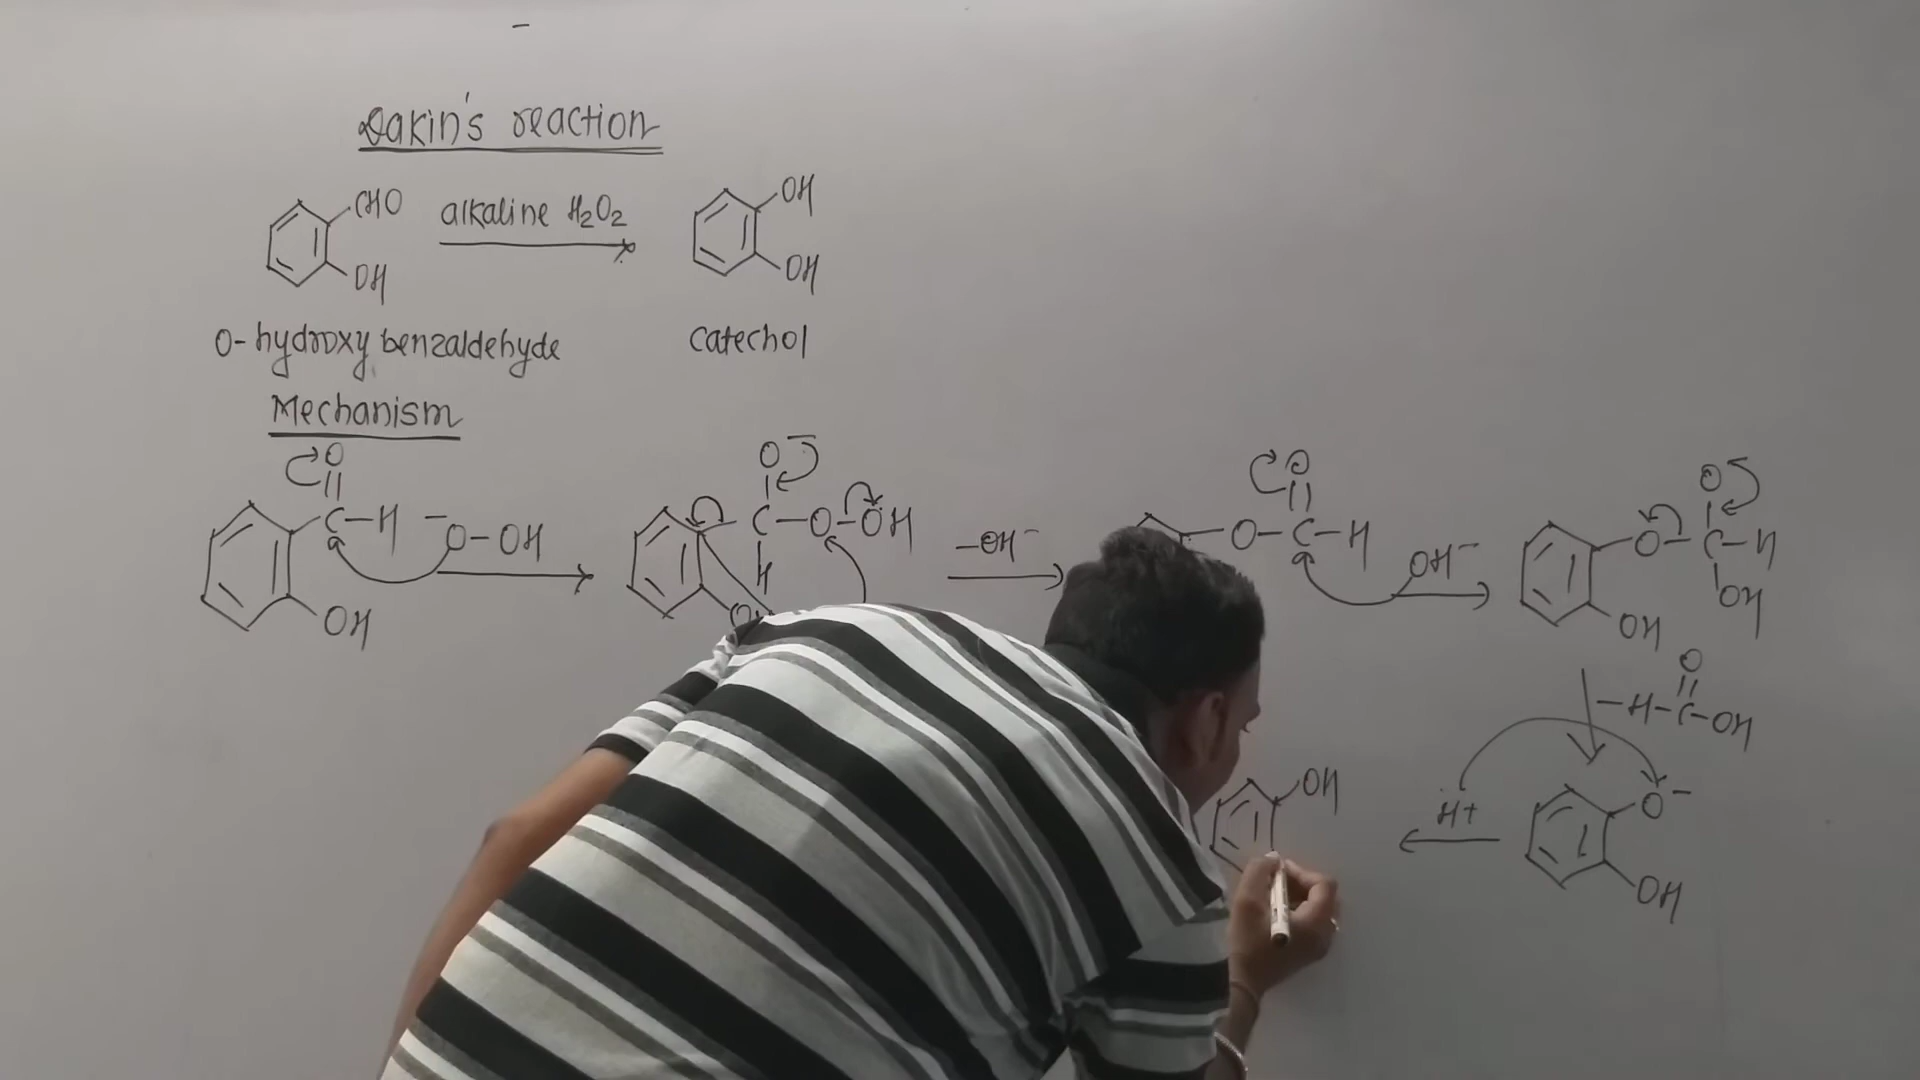 Dakin's reaction
CHO
OH
alkaline H2O2
OH
OH
O- hydroxy benzaldehyde
catechol
Mechanism
O
C-H
OH
-O-OH
O-
C-O-OH
H
-OH-
O
O-C-H
OH-
O-
O-C-H
OH
OH
O
-H-C-OH
O-
OH
H+
OH